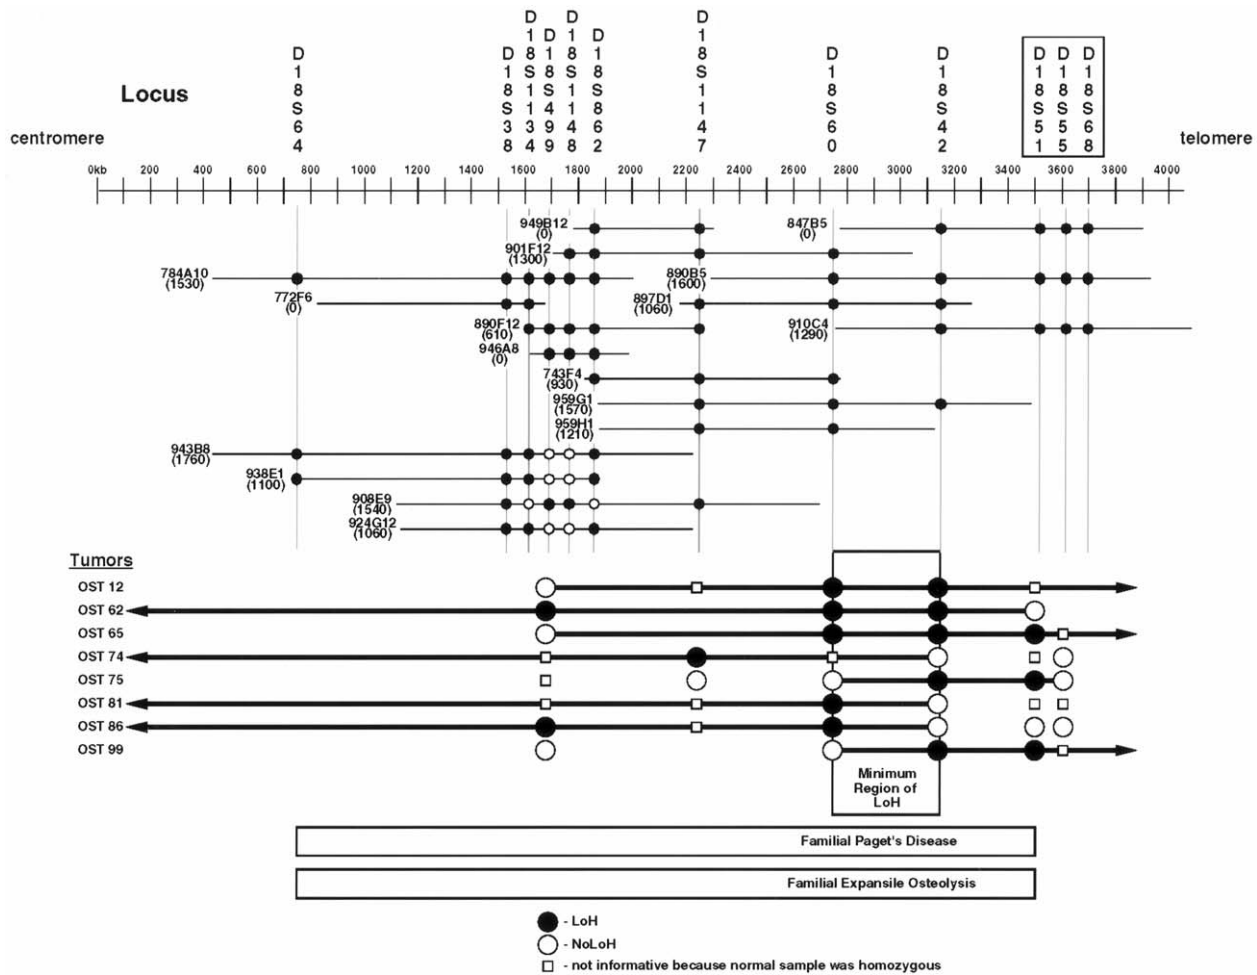 D18S64
D18S38
D18S1134
D18S499
D18S1148
D18S862
D18S1147
D18S60
D18S42
D18S51
D18S55
D18S68
Locus
centromere
telomere
0kb 200 400 600 800 1000 1200 1400 1600 1800 2000 2200 2400 2600 2800 3000 3200 3400 3600 3800 4000
949B12
(0)
847B5
(0)
901F12
(1300)
784A10
(1530)
890B5
(1600)
772F6
(0)
897D1
(1060)
890F12
(610)
910C4
(1290)
946A8
(0)
743F4
(930)
959G1
(1570)
959H1
(1210)
943B8
(1760)
938E1
(1100)
908E9
(1540)
924G12
(1060)
Tumors
OST 12
OST 62
OST 65
OST 74
OST 75
OST 81
OST 86
OST 99
Minimum
Region of
LoH
Familial Paget's Disease
Familial Expansile Osteolysis
- LoH
- NoLoH
- not informative because normal sample was homozygous